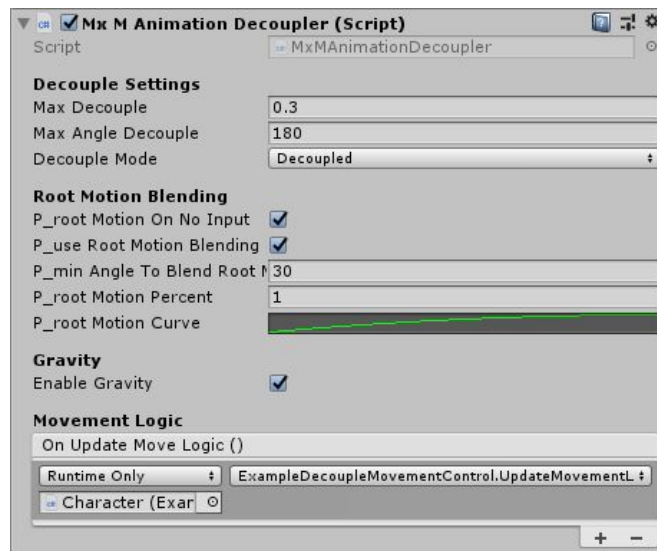 Mx M Animation Decoupler (Script)
Script MxMAnimationDecoupler
Decouple Settings
Max Decouple 0.3
Max Angle Decouple 180
Decouple Mode Decoupled
Root Motion Blending
P_root Motion On No Input
P_use Root Motion Blending
P_min Angle To Blend Root 30
P_root Motion Percent 1
P_root Motion Curve
Gravity
Enable Gravity
Movement Logic
On Update Move Logic ()
Runtime Only ExampleDecoupleMovementControl.UpdateMovementL
Character (Exar
+ −